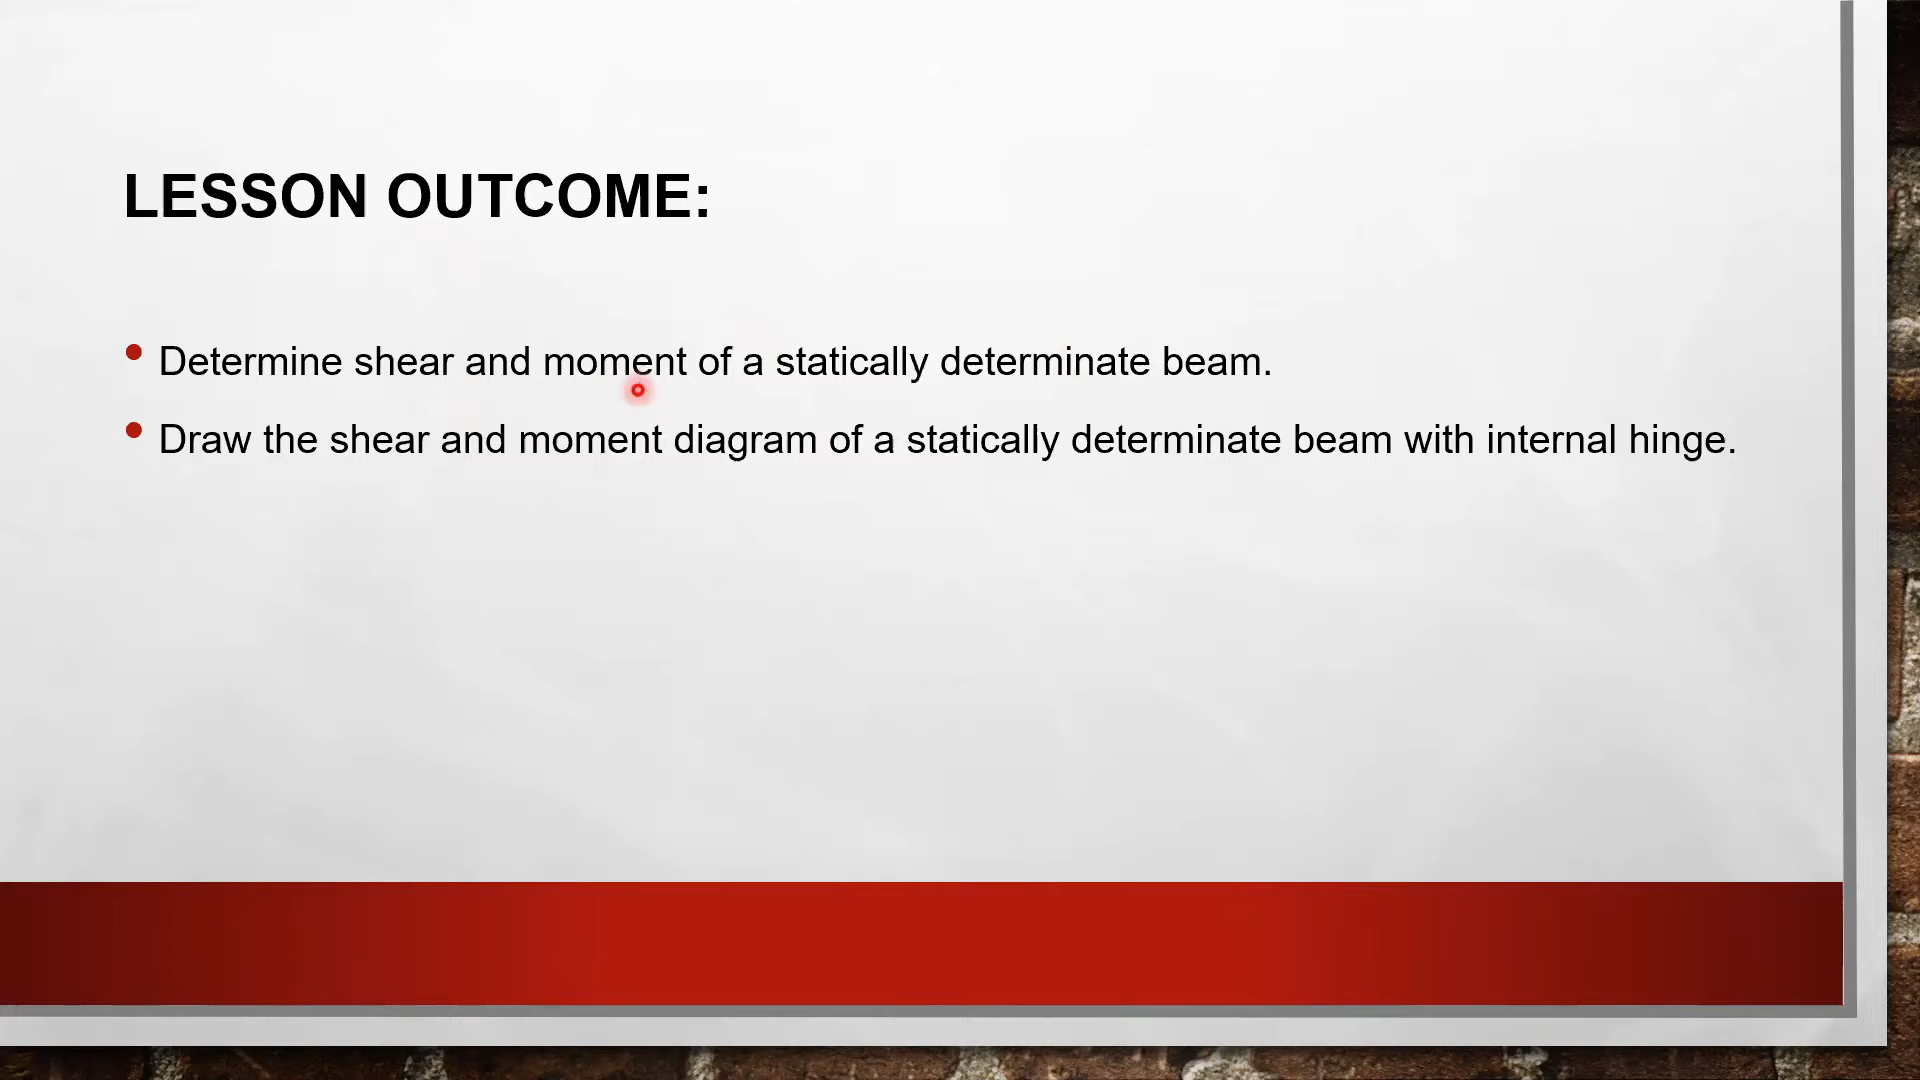 LESSON OUTCOME:
Determine shear and moment of a statically determinate beam.
Draw the shear and moment diagram of a statically determinate beam with internal hinge.